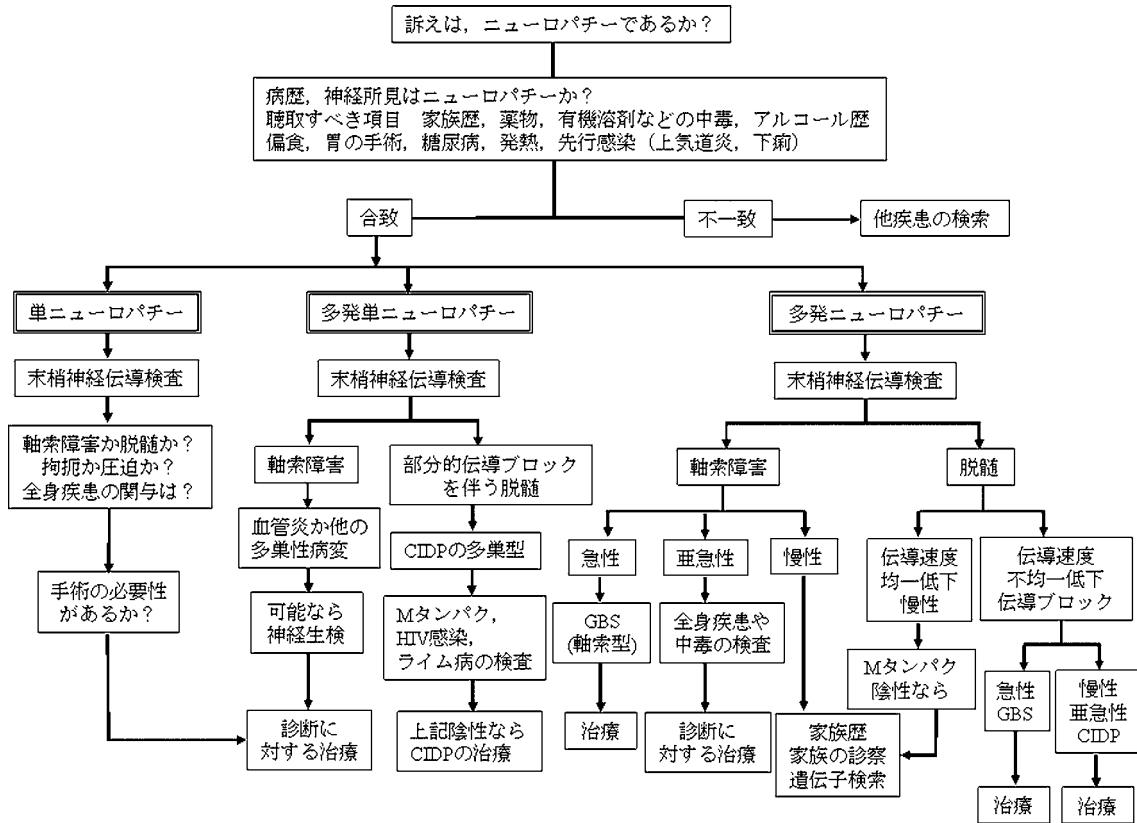 訴えは，ニューロパチーであるか？
病歴，神経所見はニューロパチーか？
聴取すべき項目　家族歴，薬物，有機溶剤などの中毒，アルコール歴
偏食，胃の手術，糖尿病，発熱，先行感染（上気道炎，下痢）
合致
不一致
他疾患の検索
単ニューロパチー
末梢神経伝導検査
軸索障害か脱髄か？
拘扼か圧迫か？
全身疾患の関与は？
手術の必要性
があるか？
多発単ニューロパチー
末梢神経伝導検査
軸索障害
血管炎か他の
多巣性病変
可能なら
神経生検
診断に
対する治療
部分的伝導ブロック
を伴う脱髄
CIDPの多巣型
Mタンパク，
HIV感染，
ライム病の検査
上記陰性なら
CIDPの治療
多発ニューロパチー
末梢神経伝導検査
軸索障害
急性
GBS
(軸索型)
治療
亜急性
全身疾患や
中毒の検査
診断に
対する治療
慢性
家族歴
家族の診察
遺伝子検索
脱髄
伝導速度
均一低下
慢性
Mタンパク
陰性なら
伝導速度
不均一低下
伝導ブロック
急性
GBS
治療
慢性
亜急性
CIDP
治療